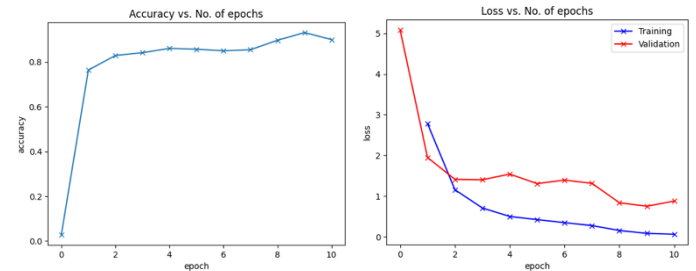 Accuracy vs. No. of epochs
accuracy
0.8
0.6
0.4
0.2
0.0
0 2 4 6 8 10
epoch
Loss vs. No. of epochs
Training
Validation
loss
5
4
3
2
1
0
0 2 4 6 8 10
epoch